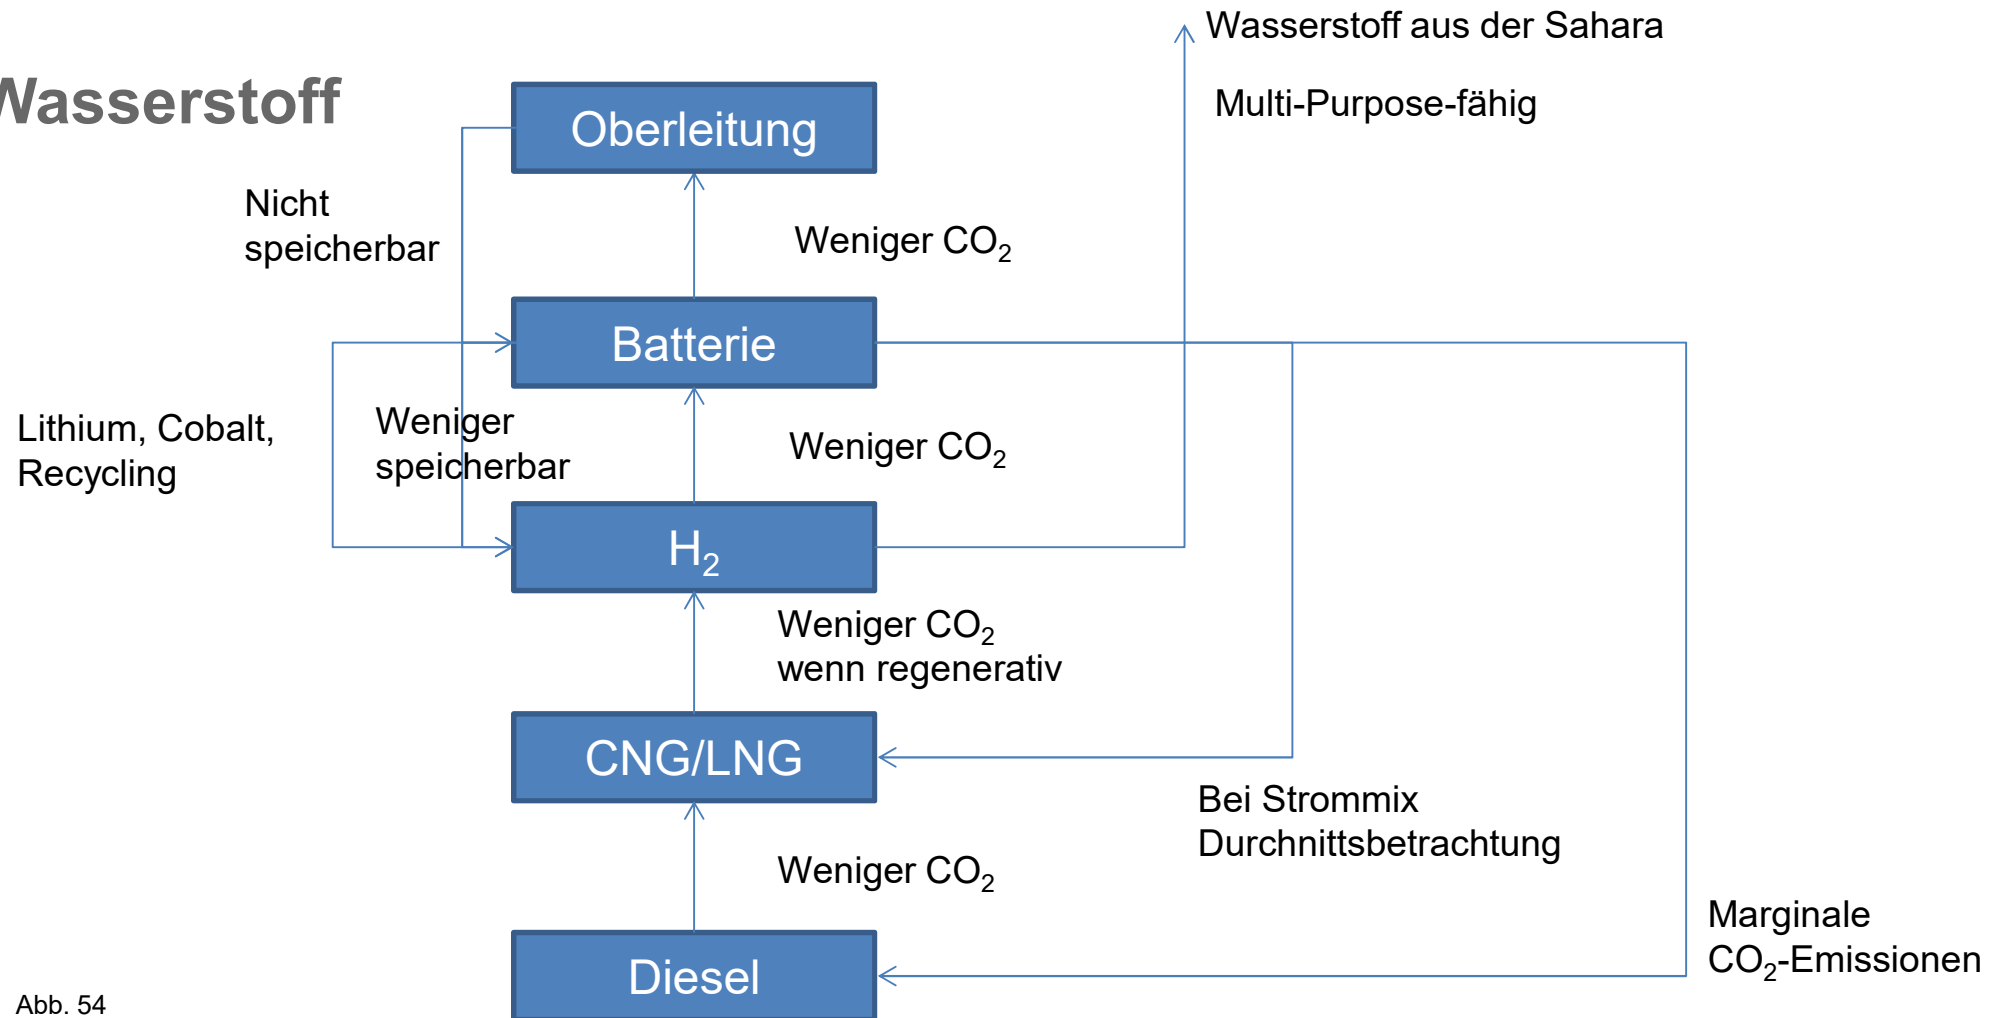 Wasserstoff aus der Sahara
Wasserstoff
Multi-Purpose-fähig
Oberleitung
Nicht
speicherbar
Weniger CO₂
Batterie
Lithium, Cobalt,
Recycling
Weniger
speicherbar
Weniger CO₂
H₂
Weniger CO₂
wenn regenerativ
CNG/LNG
Bei Strommix
Durchnittsbetrachtung
Weniger CO₂
Marginale
CO₂-Emissionen
Diesel
Abb. 54